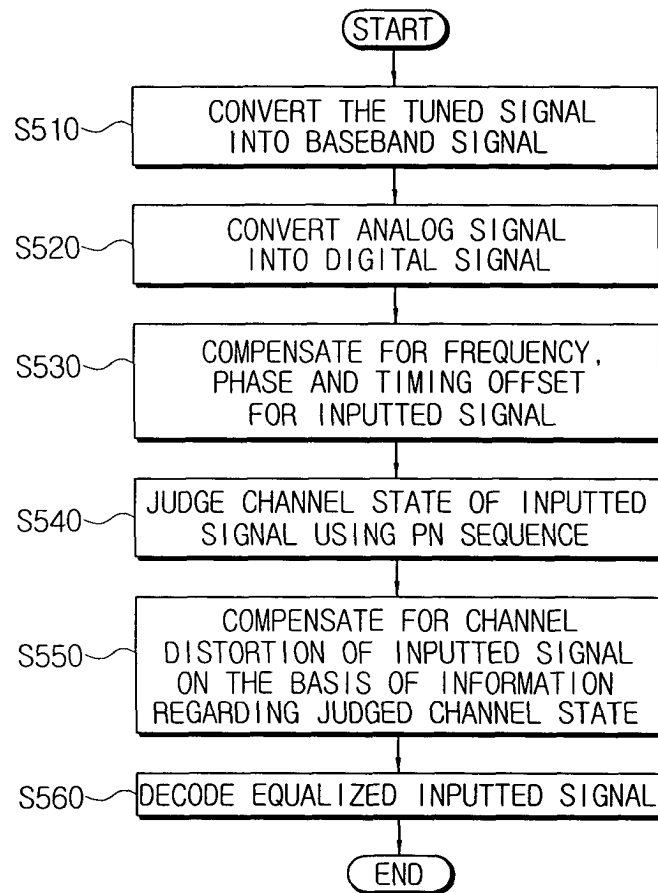 START
S510
CONVERT THE TUNED SIGNAL
INTO BASEBAND SIGNAL
S520
CONVERT ANALOG SIGNAL
INTO DIGITAL SIGNAL
S530
COMPENSATE FOR FREQUENCY,
PHASE AND TIMING OFFSET
FOR INPUTTED SIGNAL
S540
JUDGE CHANNEL STATE OF INPUTTED
SIGNAL USING PN SEQUENCE
S550
COMPENSATE FOR CHANNEL
DISTORTION OF INPUTTED SIGNAL
ON THE BASIS OF INFORMATION
REGARDING JUDGED CHANNEL STATE
S560
DECODE EQUALIZED INPUTTED SIGNAL
END